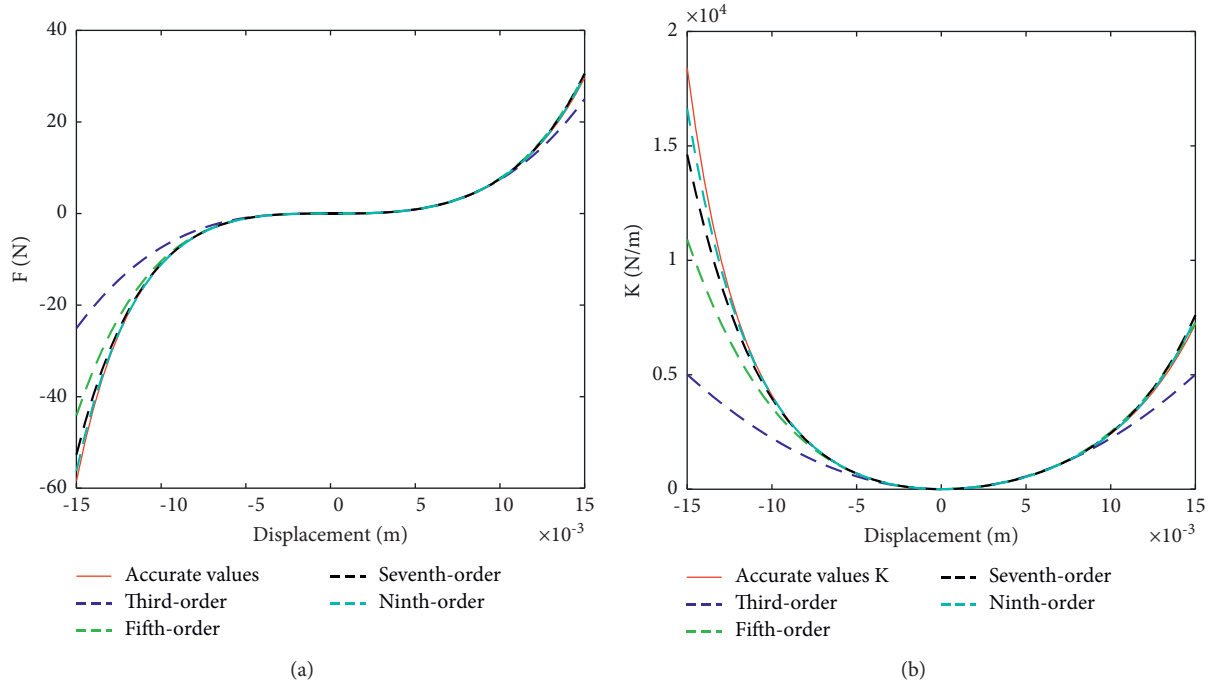 40
20
0
-20
-40
-60
F (N)
-15 -10 -5 0 5 10 15
Displacement (m) ×10-3
Accurate values
Third-order
Fifth-order
Seventh-order
Ninth-order
(a)
×104
2
1.5
1
0.5
0
K (N/m)
-15 -10 -5 0 5 10 15
Displacement (m) ×10-3
Accurate values K
Third-order
Fifth-order
Seventh-order
Ninth-order
(b)